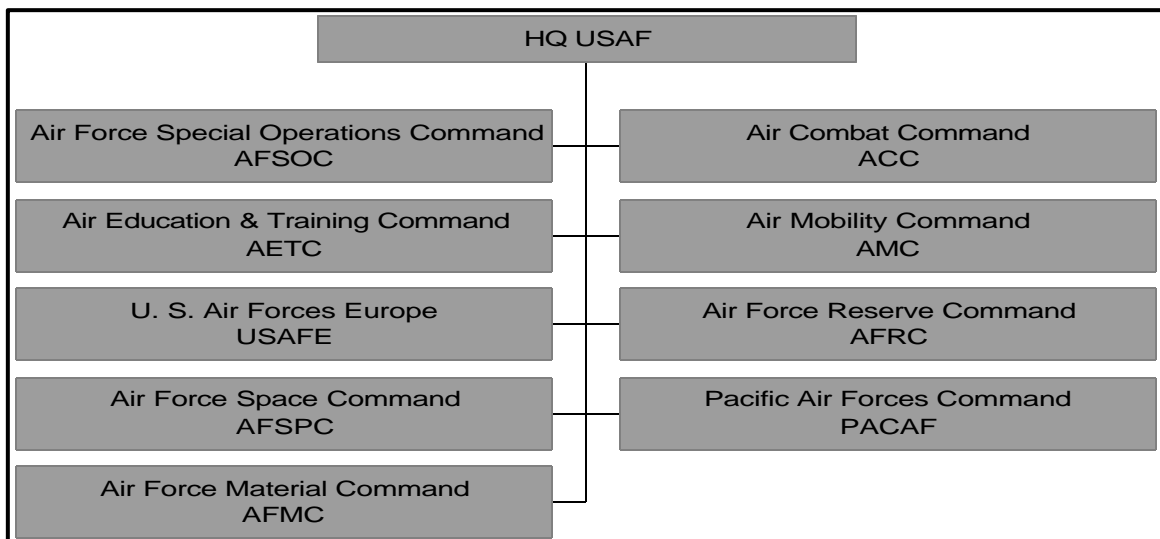 HQ USAF
Air Force Special Operations Command
AFSOC
Air Combat Command
ACC
Air Education & Training Command
AETC
Air Mobility Command
AMC
U. S. Air Forces Europe
USAFE
Air Force Reserve Command
AFRC
Air Force Space Command
AFSPC
Pacific Air Forces Command
PACAF
Air Force Material Command
AFMC